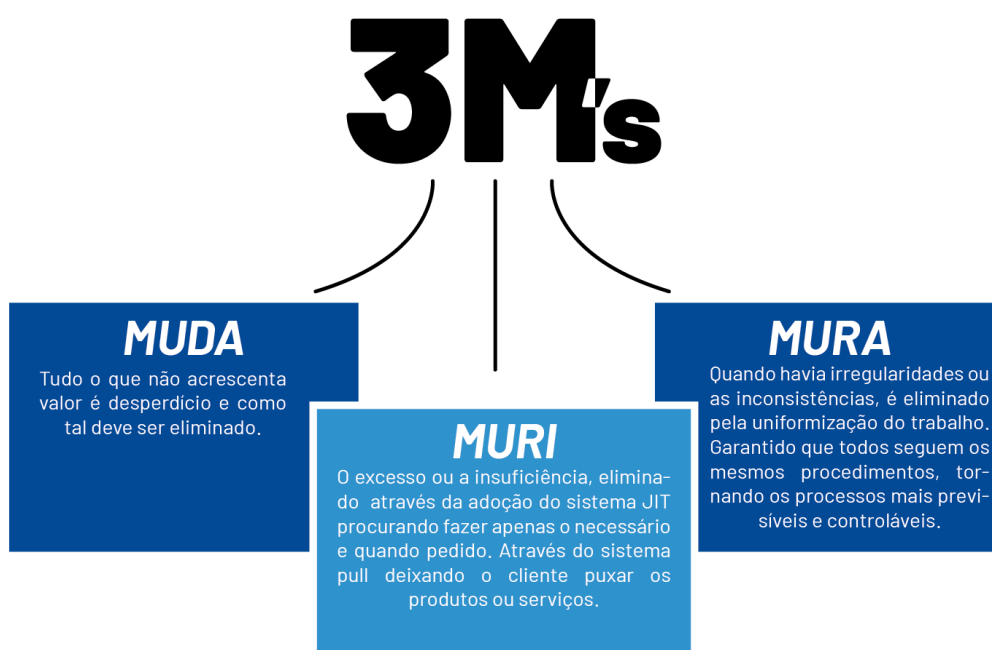 3M's
MUDA
Tudo o que não acrescenta
valor é desperdício e como
tal deve ser eliminado.
MURI
O excesso ou a insuficiência, elimina-
do através da adoção do sistema JIT
procurando fazer apenas o necessário
e quando pedido. Através do sistema
pull deixando o cliente puxar os
produtos ou serviços.
MURA
Quando havia irregularidades ou
as inconsistências, é eliminado
pela uniformização do trabalho.
Garantido que todos seguem os
mesmos procedimentos, tor-
nando os processos mais previ-
síveis e controláveis.